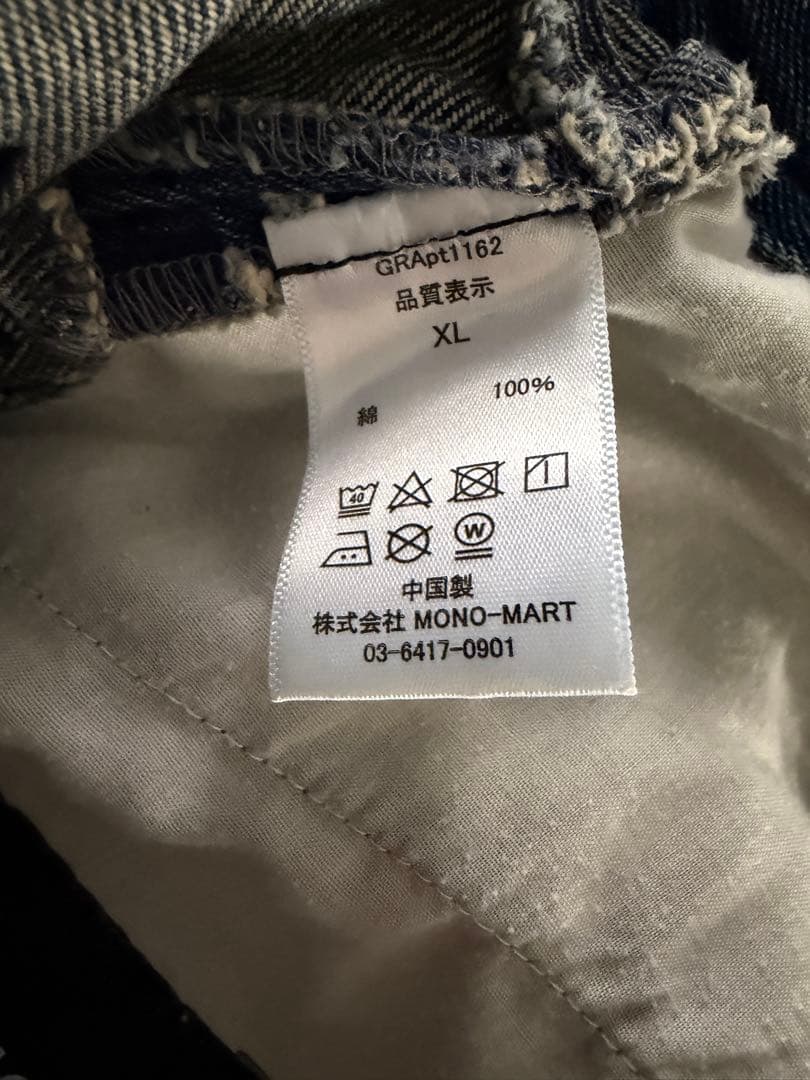 GRApt1162
品質表示
XL
綿 100%
40
W
中国製
株式会社 MONO-MART
03-6417-0901